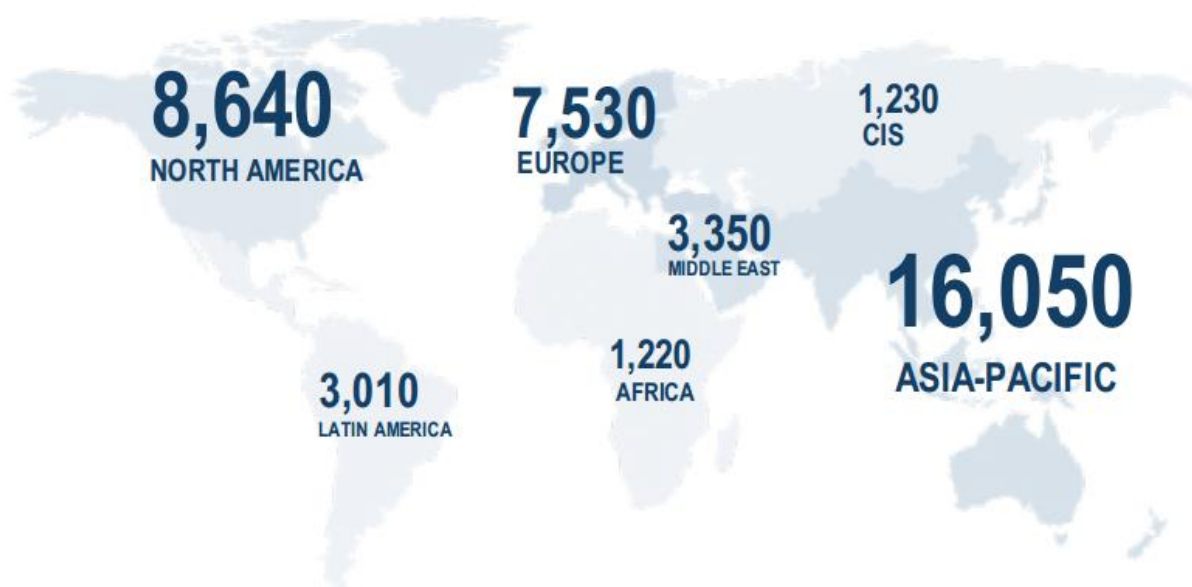 8,640
NORTH AMERICA
7,530
EUROPE
1,230
CIS
3,350
MIDDLE EAST
16,050
ASIA-PACIFIC
1,220
AFRICA
3,010
LATIN AMERICA